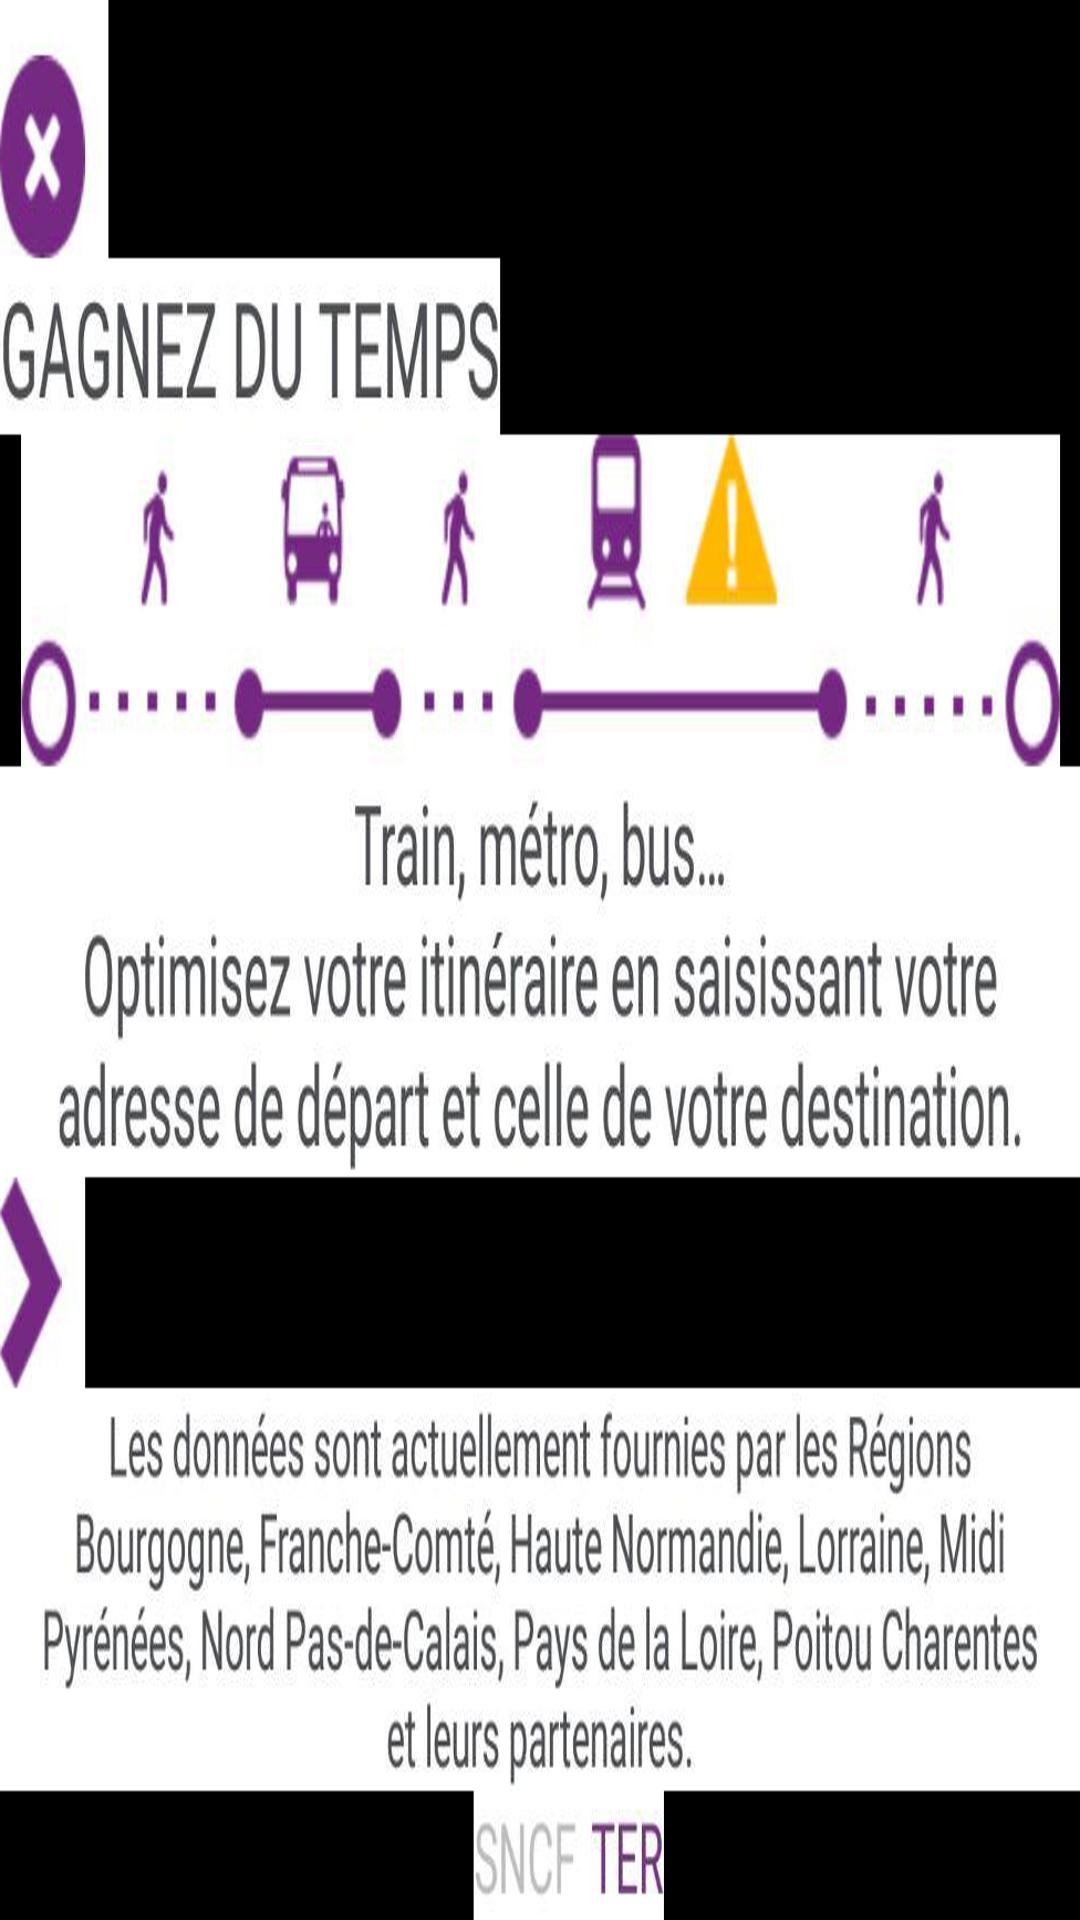 GAGNEZ DU TEMPS
Train, métro, bus...
Optimisez votre itinéraire en saisissant votre
adresse de départ et celle de votre destination.
Les données sont actuellement fournies par les Régions
Bourgogne, Franche-Comté, Haute Normandie, Lorraine, Midi
Pyrénées, Nord Pas-de-Calais, Pays de la Loire, Poitou Charentes
et leurs partenaires.
SNCF TER